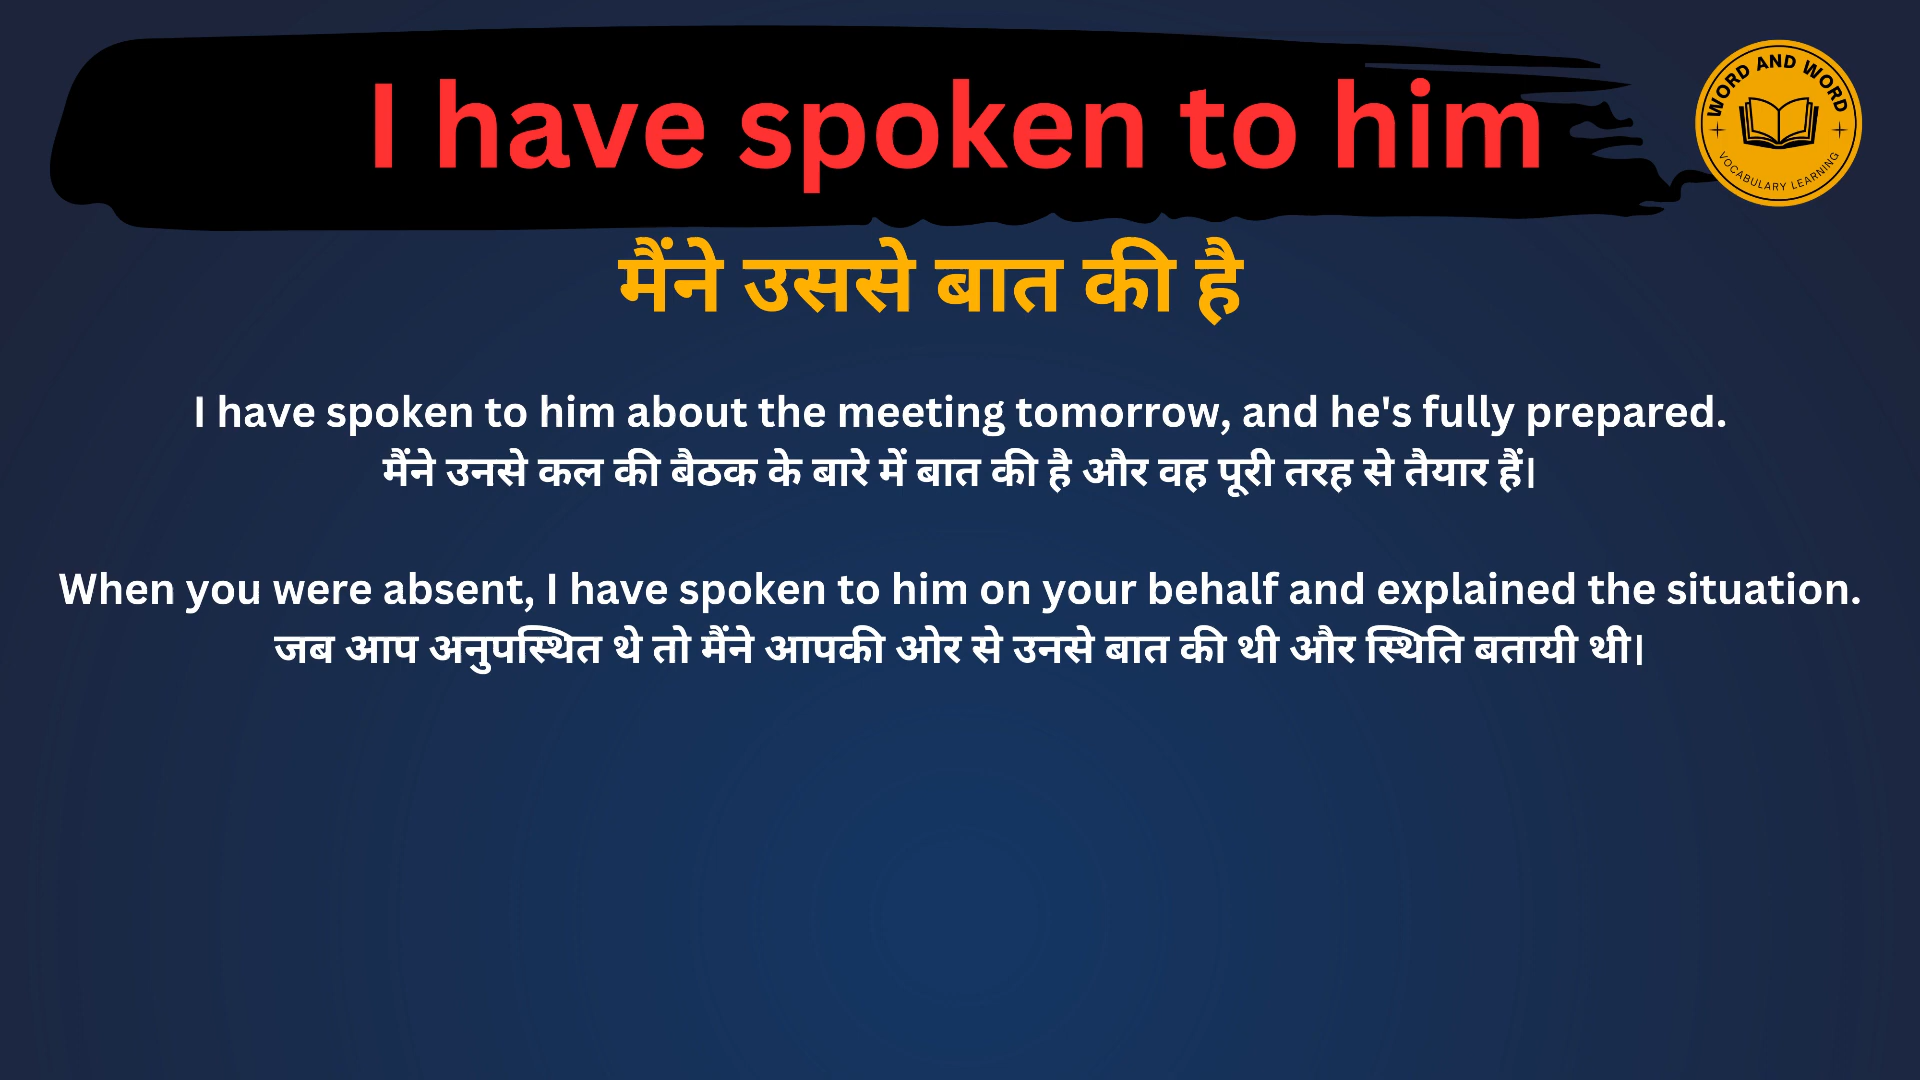 I have spoken to him
WORD AND WORD
VOCABULARY LEARNING
मैंने उससे बात की है
I have spoken to him about the meeting tomorrow, and he's fully prepared.
मैंने उनसे कल की बैठक के बारे में बात की है और वह पूरी तरह से तैयार हैं।
When you were absent, I have spoken to him on your behalf and explained the situation.
जब आप अनुपस्थित थे तो मैंने आपकी ओर से उनसे बात की थी और स्थिति बतायी थी।